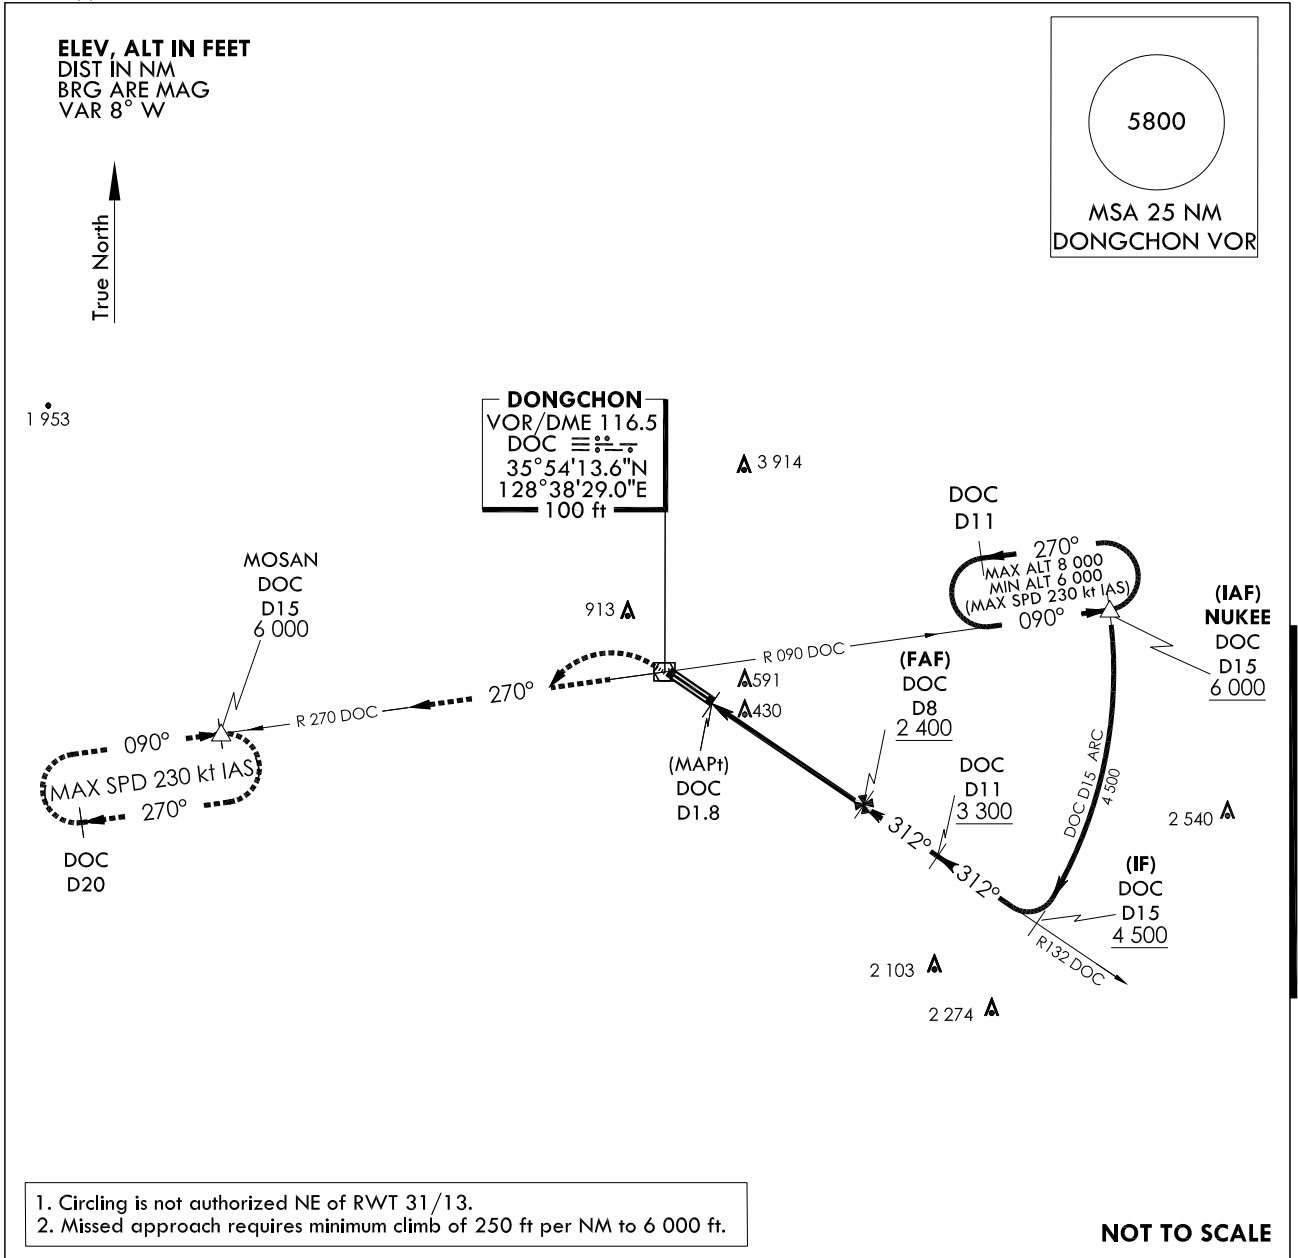 ELEV, ALT IN FEET
DIST IN NM
BRG ARE MAG
VAR 8° W
True North
5800
MSA 25 NM
DONGCHON VOR
1 953
DONGCHON
VOR/DME 116.5
DOC
35°54'13.6"N
128°38'29.0"E
100 ft
3 914
DOC
D11
270°
MAX ALT 8 000
MIN ALT 6 000
(MAX SPD 230 kt IAS)
090°
(IAF)
NUKEE
DOC
D15
6 000
MOSAN
DOC
D15
6 000
913
R 090 DOC
591
430
(FAF)
DOC
D8
2 400
270°
R 270 DOC
090°
MAX SPD 230 kt IAS
270°
DOC
D20
(MAPt)
DOC
D1.8
DOC
D11
3 300
DOC D15 ARC
4 500
2 540
312°
312°
(IF)
DOC
D15
4 500
R132 DOC
2 103
2 274
1. Circling is not authorized NE of RWT 31/13.
2. Missed approach requires minimum climb of 250 ft per NM to 6 000 ft.
NOT TO SCALE